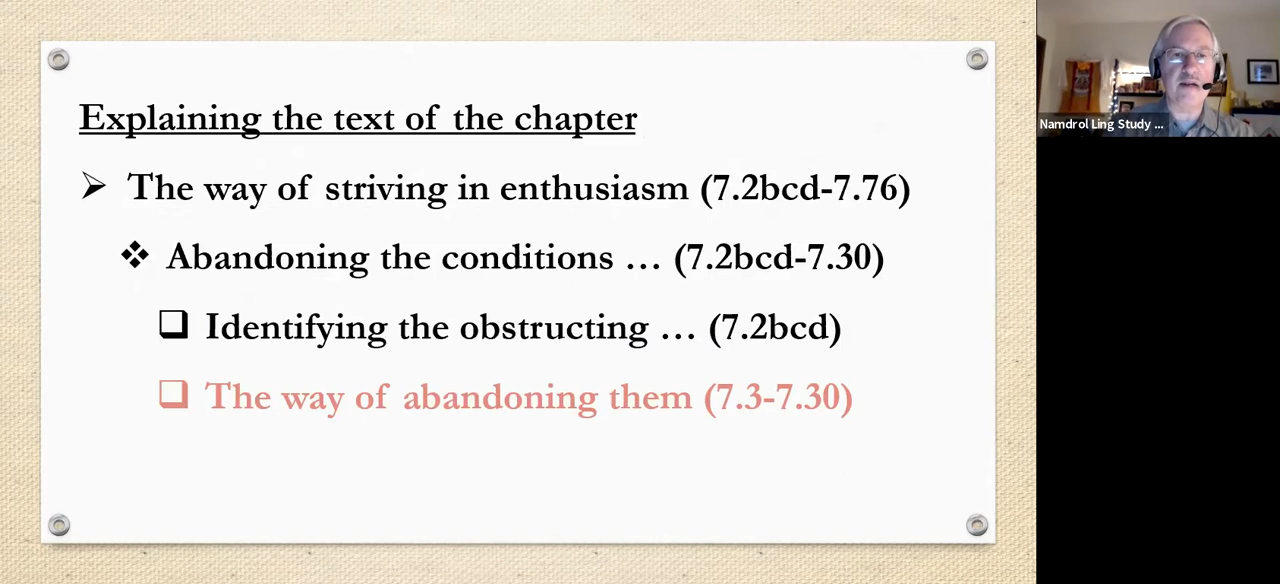 Explaining the text of the chapter
The way of striving in enthusiasm (7.2bcd-7.76)
Abandoning the conditions … (7.2bcd-7.30)
Identifying the obstructing … (7.2bcd)
The way of abandoning them (7.3-7.30)
Namdrol Ling Study ...